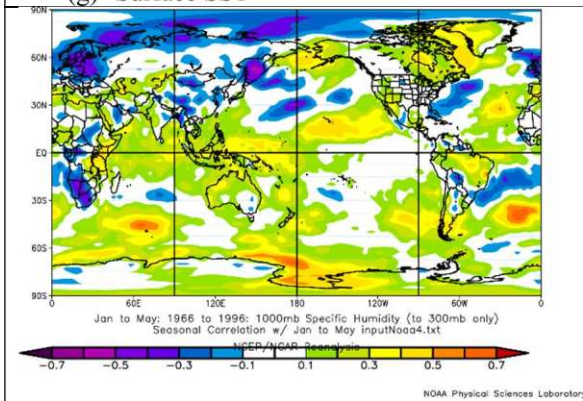 (g) Surface SST
90N
60N
30N
EQ
30S
60S
90S
0 60E 120E 180 120W 60W 0
Jan to May: 1966 to 1996: 1000mb Specific Humidity (to 300mb only)
Seasonal Correlation w/ Jan to May inputNoaa4.txt
NCEP/NCAR Reanalysis
-0.7 -0.5 -0.3 -0.1 0.1 0.3 0.5 0.7
NOAA Physical Sciences Laboratory